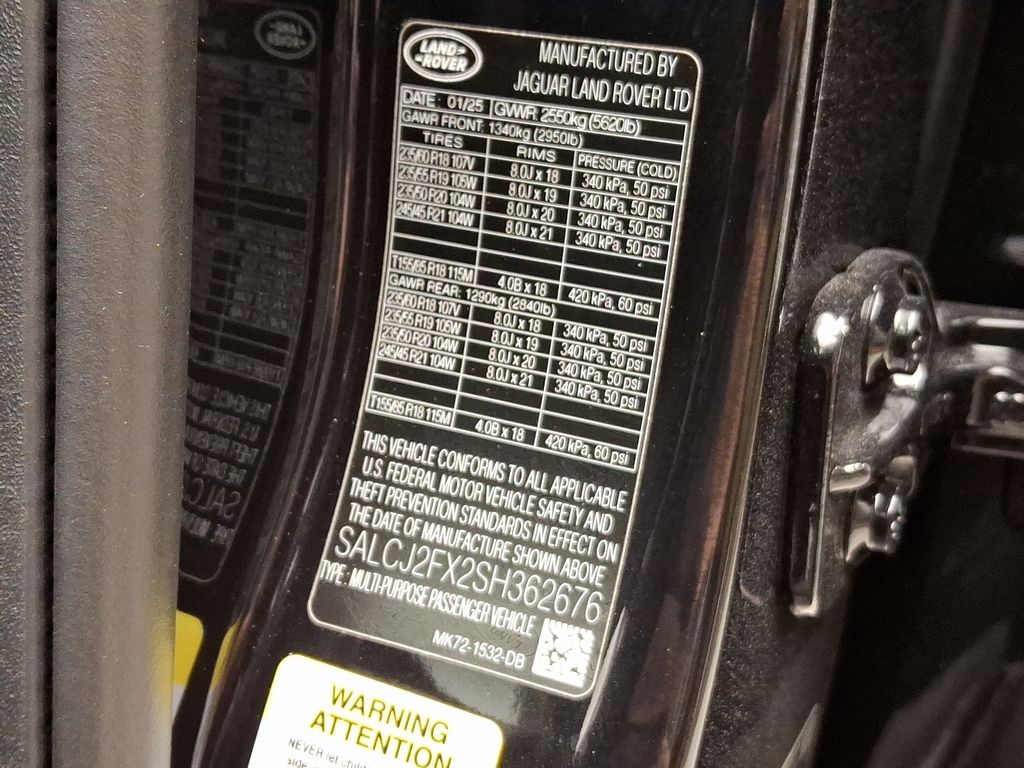 LAND-
-ROVER
MANUFACTURED BY
JAGUAR LAND ROVER LTD
DATE: 01/25 GVWR 2550kg (5620lb)
GAWR FRONT: 1340kg (2950lb)
TIRES RIMS PRESSURE (COLD)
235/60 R18 107V 8.0J x 18 340 kPa, 50 psi
235/55 R19 105W 8.0J x 19 340 kPa, 50 psi
235/50 R20 104W 8.0J x 20 340 kPa, 50 psi
245/45 R21 104W 8.0J x 21 340 kPa, 50 psi
T155/85 R18 115M 4.0B x 18 420 kPa, 60 psi
GAWR REAR: 1290kg (2840lb)
235/60 R18 107V 8.0J x 18 340 kPa, 50 psi
235/55 R19 105W 8.0J x 19 340 kPa, 50 psi
235/50 R20 104W 8.0J x 20 340 kPa, 50 psi
245/45 R21 104W 8.0J x 21 340 kPa, 50 psi
T155/85 R18 115M 4.0B x 18 420 kPa, 60 psi
THIS VEHICLE CONFORMS TO ALL APPLICABLE
U.S. FEDERAL MOTOR VEHICLE SAFETY AND
THEFT PREVENTION STANDARDS IN EFFECT ON
THE DATE OF MANUFACTURE SHOWN ABOVE
SALCJ2FX2SH362676
TYPE: MULTI-PURPOSE PASSENGER VEHICLE
MK72-1532-DB
WARNING
ATTENTION
NEVER let